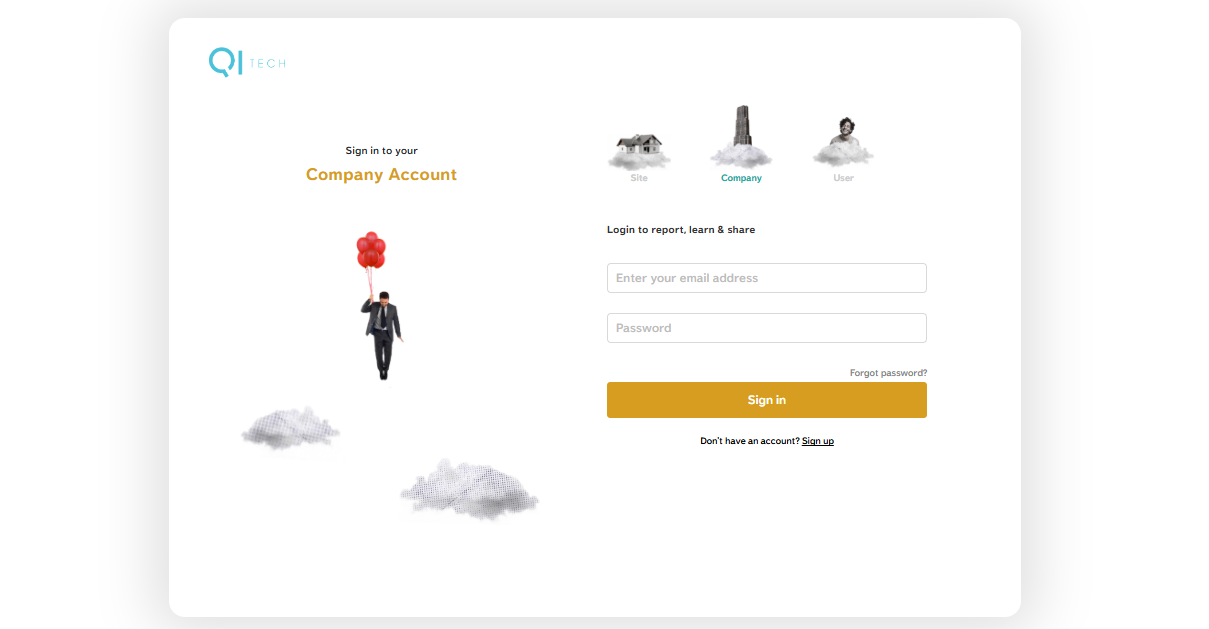 QI TECH
Sign in to your
Company Account
Site
Company
User
Login to report, learn & share
Enter your email address
Password
Forgot password?
Sign in
Don't have an account? Sign up